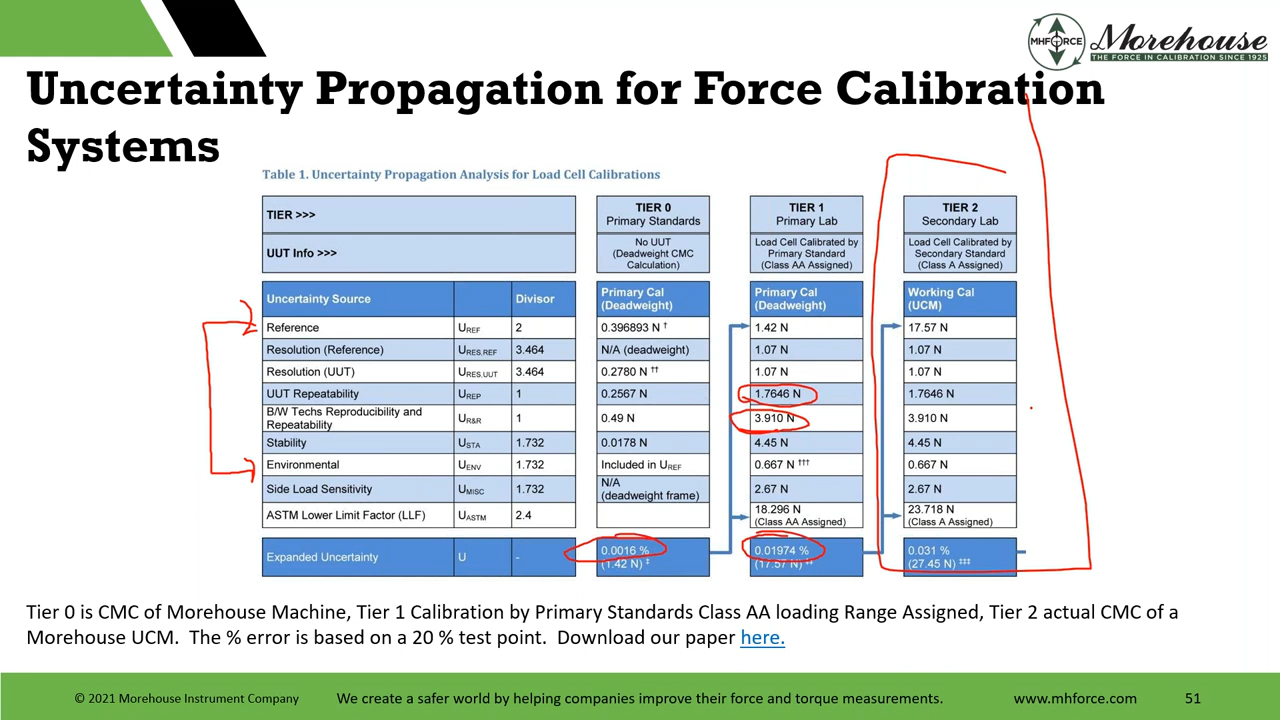 MHFORCE
Morehouse
THE FORCE IN CALIBRATION SINCE 1925
Uncertainty Propagation for Force Calibration
Systems
Table 1. Uncertainty Propagation Analysis for Load Cell Calibrations
TIER >>>
TIER 0
Primary Standards
TIER 1
Primary Lab
TIER 2
Secondary Lab
UUT Info >>>
No UUT
(Deadweight CMC
Calculation)
Load Cell Calibrated by
Primary Standard
(Class AA Assigned)
Load Cell Calibrated by
Secondary Standard
(Class A Assigned)
Uncertainty Source
Divisor
Primary Cal
(Deadweight)
Primary Cal
(Deadweight)
Working Cal
(UCM)
Reference UREF 2 0.396893 N † 1.42 N 17.57 N
Resolution (Reference) URES,REF 3.464 N/A (deadweight) 1.07 N 1.07 N
Resolution (UUT) URES,UUT 3.464 0.2780 N †† 1.07 N 1.07 N
UUT Repeatability UREP 1 0.2567 N 1.7646 N 1.7646 N
B/W Techs Reproducibility and
Repeatability
UR&R 1 0.49 N 3.910 N 3.910 N
Stability USTA 1.732 0.0178 N 4.45 N 4.45 N
Environmental UENV 1.732 Included in UREF 0.667 N ††† 0.667 N
Side Load Sensitivity UMISC 1.732
N/A
(deadweight frame)
2.67 N 2.67 N
ASTM Lower Limit Factor (LLF) UASTM 2.4
18.296 N
(Class AA Assigned)
23.718 N
(Class A Assigned)
Expanded Uncertainty U -
0.0016 %
(1.42 N) ‡
0.01974 %
(17.57 N)
0.031 %
(27.45 N) ‡‡‡
Tier 0 is CMC of Morehouse Machine, Tier 1 Calibration by Primary Standards Class AA loading Range Assigned, Tier 2 actual CMC of a
Morehouse UCM. The % error is based on a 20 % test point. Download our paper here.
© 2021 Morehouse Instrument Company
We create a safer world by helping companies improve their force and torque measurements.
www.mhforce.com
51